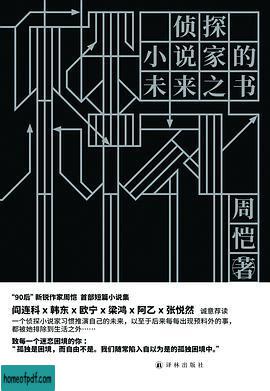 侦探
小说家的
未来之书
周恺
著
“90后”新锐作家周恺 首部短篇小说集
阎连科 x 韩东 x 欧宁 x 梁鸿 x 阿乙 x 张悦然 诚意荐读
一个侦探小说家习惯推演自己的未来，以至于后来每每出现预料外的事，
都被她排除到生活之外……
致每一个迷恋困境的你：
“孤独是困境，而自由不是。我们随常陷入自以为是的孤独困境中。”
译林出版社
homeofpdf.com